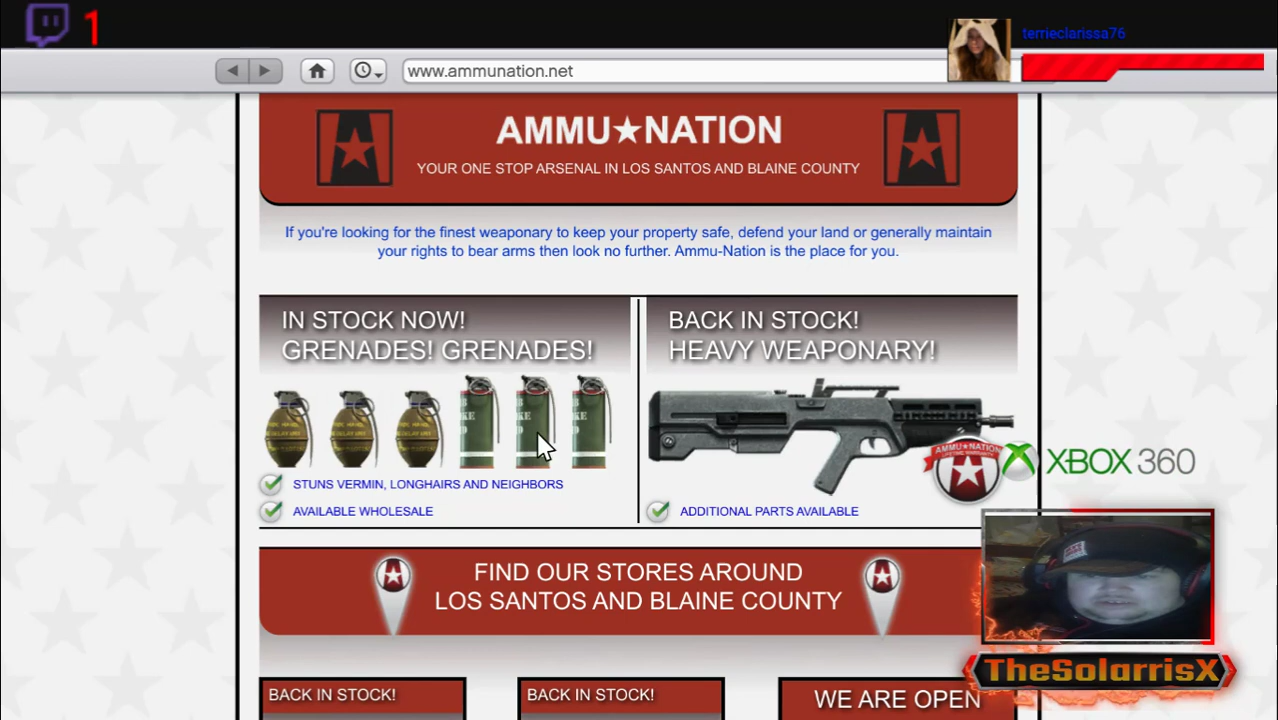 1
terrieclarissa76
www.ammunation.net
AMMU★NATION
YOUR ONE STOP ARSENAL IN LOS SANTOS AND BLAINE COUNTY
If you're looking for the finest weaponary to keep your property safe, defend your land or generally maintain
your rights to bear arms then look no further. Ammu-Nation is the place for you.
IN STOCK NOW!
GRENADES! GRENADES!
STUNS VERMIN, LONGHAIRS AND NEIGHBORS
AVAILABLE WHOLESALE
BACK IN STOCK!
HEAVY WEAPONARY!
AMMU★NATION
LIFETIME WARRANTY
ADDITIONAL PARTS AVAILABLE
XBOX 360
FIND OUR STORES AROUND
LOS SANTOS AND BLAINE COUNTY
TheSolarrisX
BACK IN STOCK!
BACK IN STOCK!
WE ARE OPEN